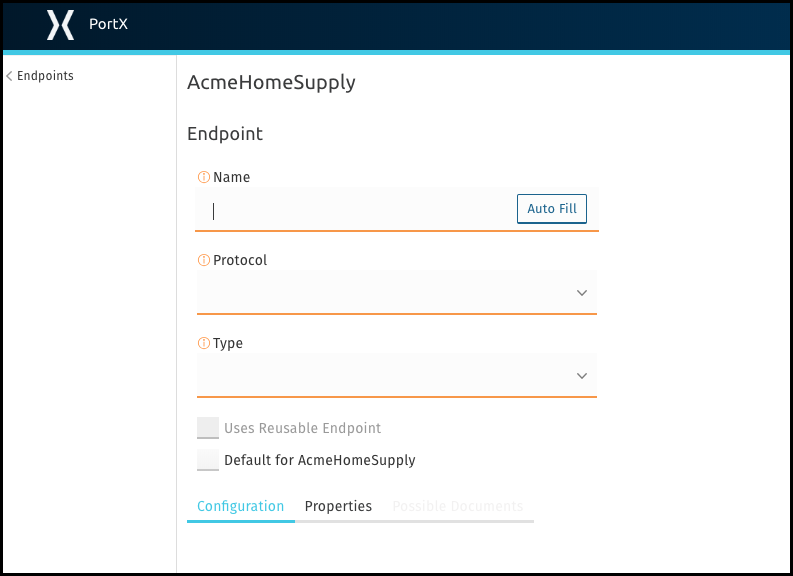 PortX
Endpoints
AcmeHomeSupply
Endpoint
Name
Auto Fill
Protocol
Type
Uses Reusable Endpoint
Default for AcmeHomeSupply
Configuration Properties Possible Documents